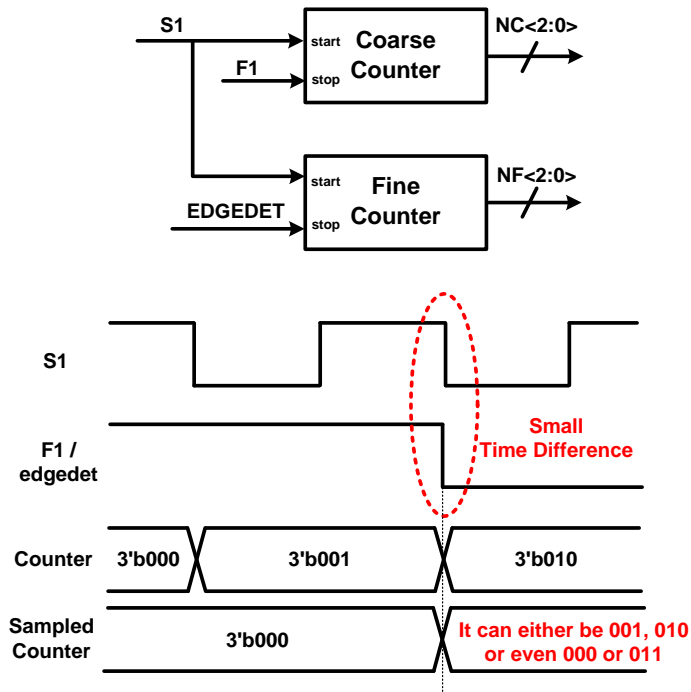 S1
start
Coarse
Counter
NC<2:0>
F1
stop
start
Fine
Counter
NF<2:0>
EDGEDET
stop
S1
F1 /
edgedet
Small
Time Difference
Counter
3'b000
3'b001
3'b010
Sampled
Counter
3'b000
It can either be 001, 010
or even 000 or 011